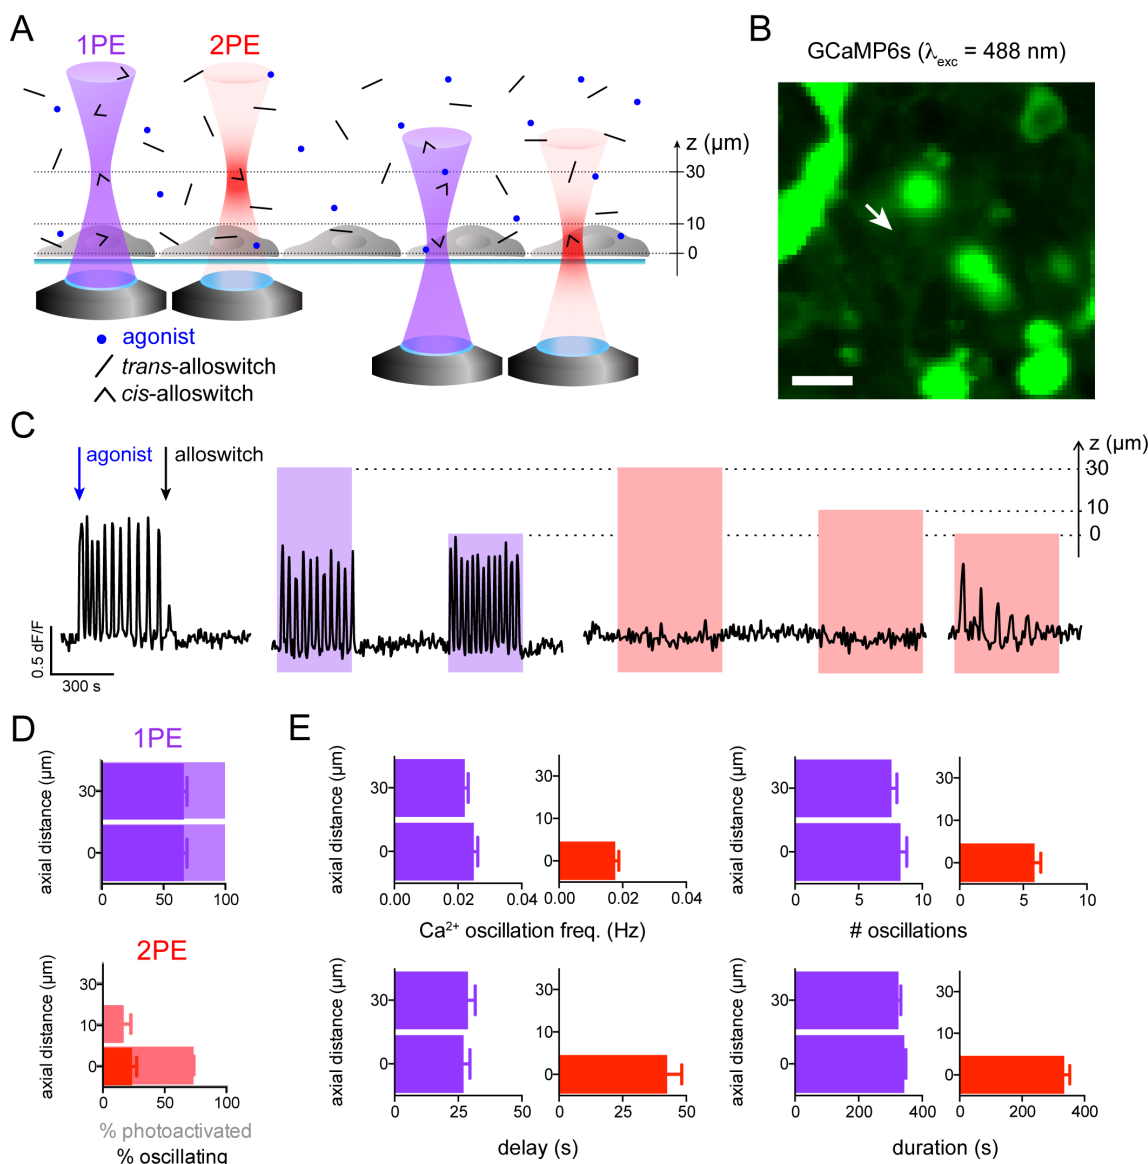 A
1PE
2PE
z (µm)
30
10
0
agonist
trans-alloswitch
cis-alloswitch
B
GCaMP6s (λexc = 488 nm)
C
agonist
alloswitch
z (µm)
30
10
0
0.5 dF/F
300 s
D
1PE
axial distance (µm)
30
0
0 50 100
2PE
axial distance (µm)
30
10
0
0 50 100
% photoactivated
% oscillating
E
axial distance (µm)
30
0
0.00 0.02 0.04
30
10
0
0.00 0.02 0.04
Ca²⁺ oscillation freq. (Hz)
axial distance (µm)
30
0
0 5 10
30
10
0
0 5 10
# oscillations
axial distance (µm)
30
0
0 25 50
30
10
0
0 25 50
delay (s)
axial distance (µm)
30
0
0 200 400
30
10
0
0 200 400
duration (s)